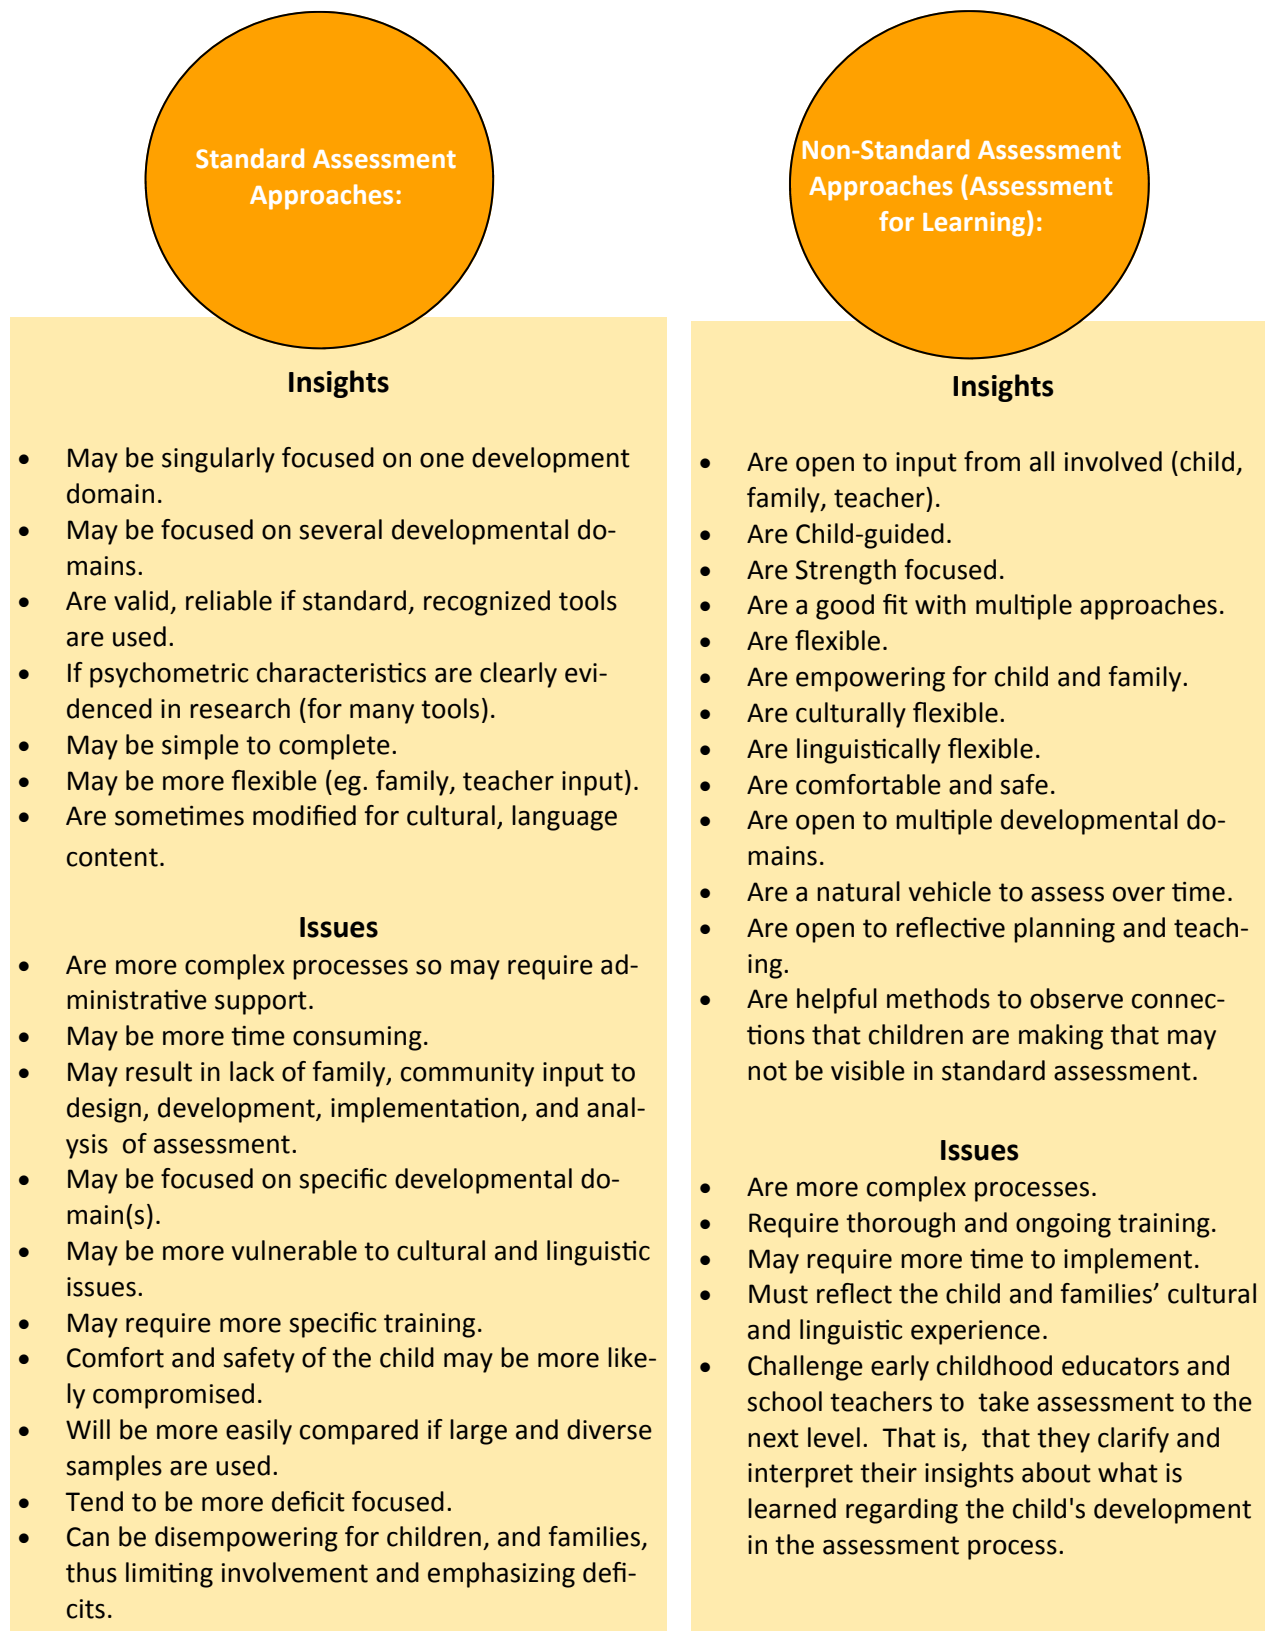 Standard Assessment
Approaches:
Insights
• May be singularly focused on one development
domain.
• May be focused on several developmental do-
mains.
• Are valid, reliable if standard, recognized tools
are used.
• If psychometric characteristics are clearly evi-
denced in research (for many tools).
• May be simple to complete.
• May be more flexible (eg. family, teacher input).
• Are sometimes modified for cultural, language
content.
Issues
• Are more complex processes so may require ad-
ministrative support.
• May be more time consuming.
• May result in lack of family, community input to
design, development, implementation, and anal-
ysis  of assessment.
• May be focused on specific developmental do-
main(s).
• May be more vulnerable to cultural and linguistic
issues.
• May require more specific training.
• Comfort and safety of the child may be more like-
ly compromised.
• Will be more easily compared if large and diverse
samples are used.
• Tend to be more deficit focused.
• Can be disempowering for children, and families,
thus limiting involvement and emphasizing defi-
cits.
Non-Standard Assessment
Approaches (Assessment
for Learning):
Insights
• Are open to input from all involved (child,
family, teacher).
• Are Child-guided.
• Are Strength focused.
• Are a good fit with multiple approaches.
• Are flexible.
• Are empowering for child and family.
• Are culturally flexible.
• Are linguistically flexible.
• Are comfortable and safe.
• Are open to multiple developmental do-
mains.
• Are a natural vehicle to assess over time.
• Are open to reflective planning and teach-
ing.
• Are helpful methods to observe connec-
tions that children are making that may
not be visible in standard assessment.
Issues
• Are more complex processes.
• Require thorough and ongoing training.
• May require more time to implement.
• Must reflect the child and families’ cultural
and linguistic experience.
• Challenge early childhood educators and
school teachers to  take assessment to the
next level.  That is,  that they clarify and
interpret their insights about what is
learned regarding the child's development
in the assessment process.